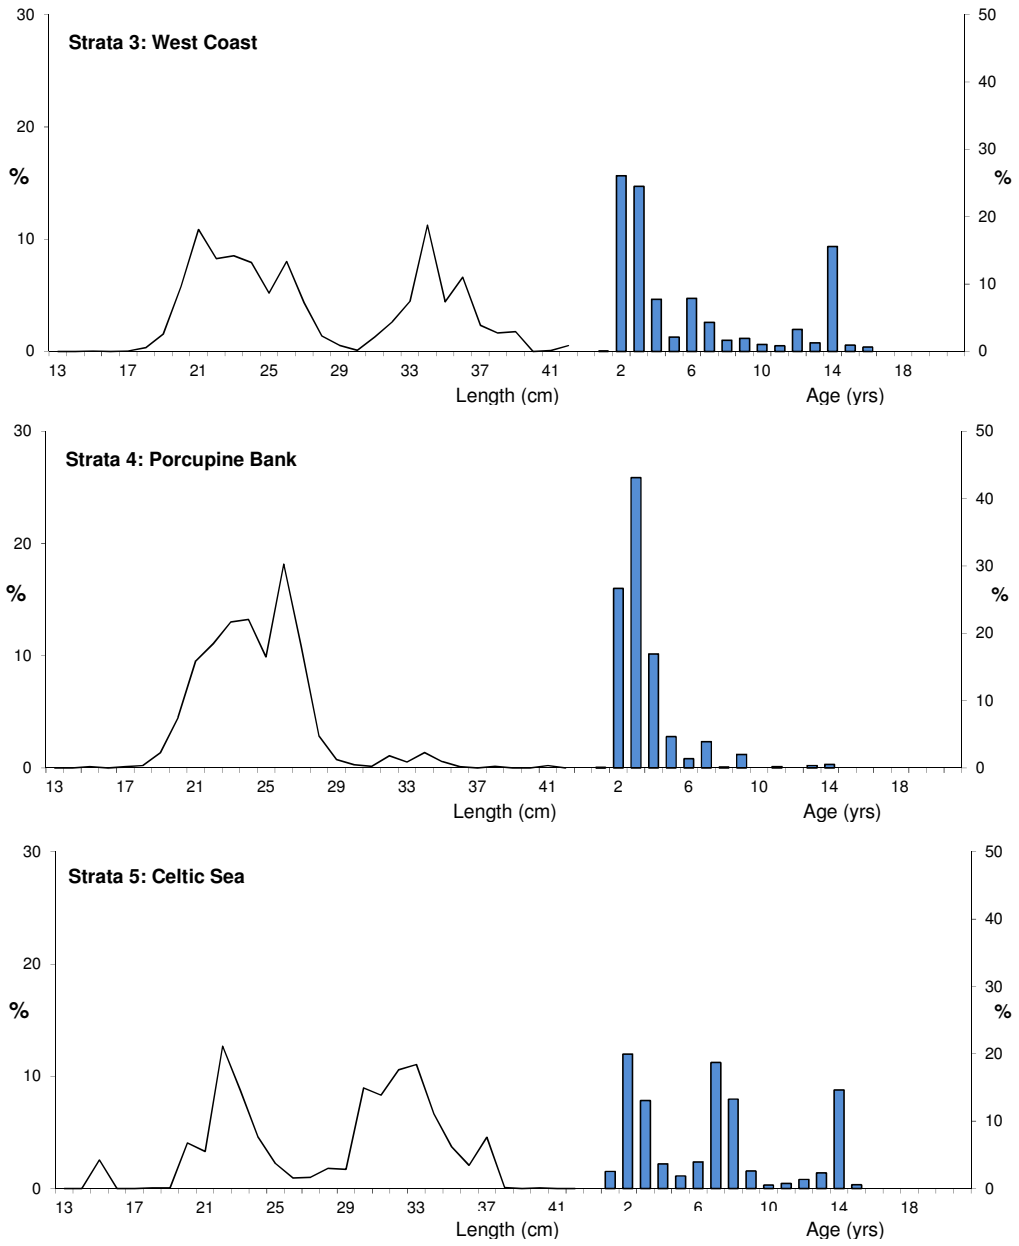 30 50
Strata 3: West Coast
40
20 30
% %
20
10
10
0 0
13 17 21 25 29 33 37 41 2 6 10 14 18
Length (cm) Age (yrs)
30 50
Strata 4: Porcupine Bank
40
20 30
% %
20
10
10
0 0
13 17 21 25 29 33 37 41 2 6 10 14 18
Length (cm) Age (yrs)
30 50
Strata 5: Celtic Sea
40
20 30
% %
20
10
10
0 0
13 17 21 25 29 33 37 41 2 6 10 14 18
Length (cm) Age (yrs)